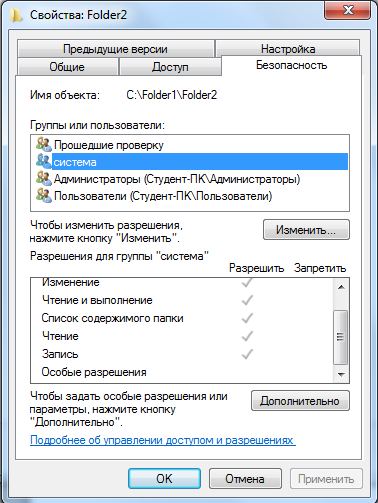 Свойства: Folder2
Предыдущие версии
Настройка
Общие
Доступ
Безопасность
Имя объекта: C:\Folder1\Folder2
Группы или пользователи:
Прошедшие проверку
система
Администраторы (Студент-ПК\Администраторы)
Пользователи (Студент-ПК\Пользователи)
Чтобы изменить разрешения,
нажмите кнопку "Изменить".
Изменить...
Разрешения для группы "система"
Разрешить Запретить
Изменение
Чтение и выполнение
Список содержимого папки
Чтение
Запись
Особые разрешения
Чтобы задать особые разрешения или
параметры, нажмите кнопку
"Дополнительно".
Дополнительно
Подробнее об управлении доступом и разрешениях
OK
Отмена
Применить